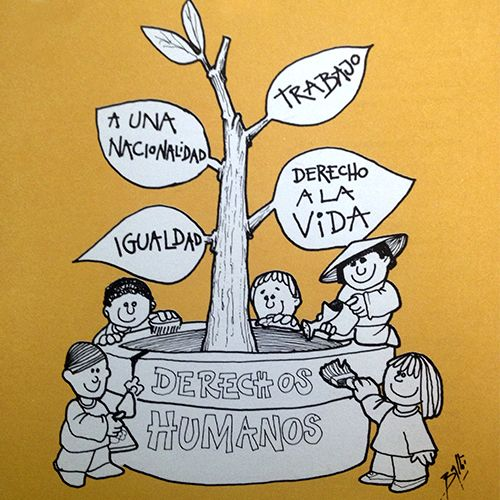 TRABAJO
A UNA
NACIONALIDAD
DERECHO
A LA
VIDA
IGUALDAD
DERECHOS
HUMANOS